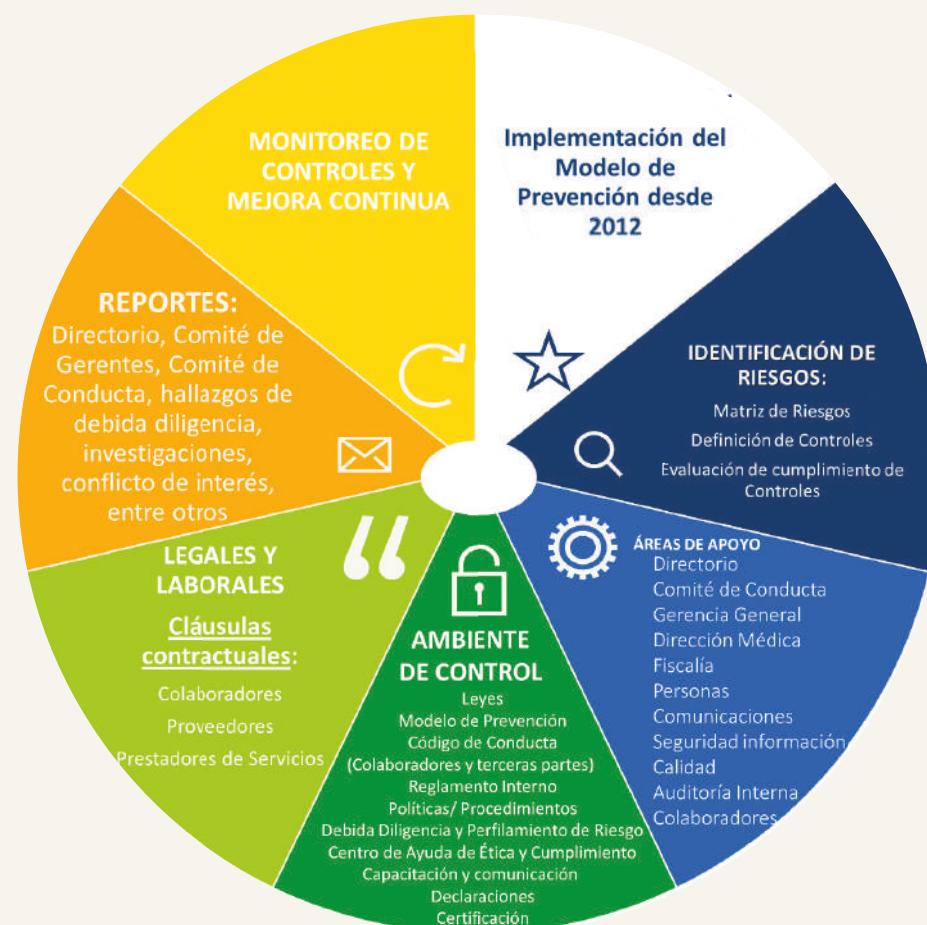 Implementación del
Modelo de
Prevención desde
2012
IDENTIFICACIÓN DE
RIESGOS:
Matriz de Riesgos
Definición de Controles
Evaluación de cumplimiento de
Controles
ÁREAS DE APOYO
Directorio
Comité de Conducta
Gerencia General
Dirección Médica
Fiscalía
Personas
Comunicaciones
Seguridad información
Calidad
Auditoría Interna
Colaboradores
AMBIENTE
DE CONTROL
Leyes
Modelo de Prevención
Código de Conducta
(Colaboradores y terceras partes)
Reglamento Interno
Políticas/ Procedimientos
Debida Diligencia y Perfilamiento de Riesgo
Centro de Ayuda de Ética y Cumplimiento
Capacitación y comunicación
Declaraciones
Certificación
LEGALES Y
LABORALES
Cláusulas
contractuales:
Colaboradores
Proveedores
Prestadores de Servicios
REPORTES:
Directorio, Comité de
Gerentes, Comité de
Conducta, hallazgos de
debida diligencia,
investigaciones,
conflicto de interés,
entre otros
MONITOREO DE
CONTROLES Y
MEJORA CONTINUA